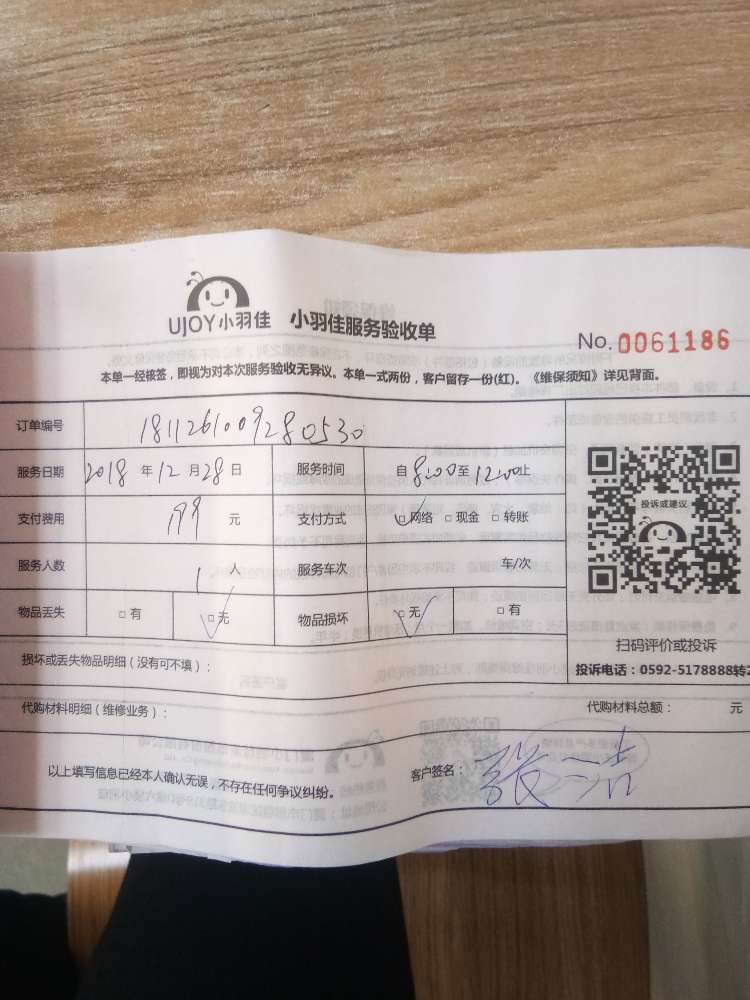 UJOY小羽佳 小羽佳服务验收单
No. 0061186
本单一经核签，即视为对本次服务验收无异议。本单一式两份，客户留存一份(红)。《维保须知》详见背面。
订单编号 1811261009280530
服务日期 2018 年 12 月 28 日 服务时间 自 8:00 至 12:00 止
投诉或建议
支付费用 199 元 支付方式 ☑网络 □现金 □转账
服务人数 1 人 服务车次 车/次
物品丢失 □有 ☑无 物品损坏 ☑无 □有
扫码评价或投诉
损坏或丢失物品明细（没有可不填）：
投诉电话：0592-5178888转2
代购材料明细（维修业务）： 代购材料总额： 元
以上填写信息已经本人确认无误，不存在任何争议纠纷。 客户签名：